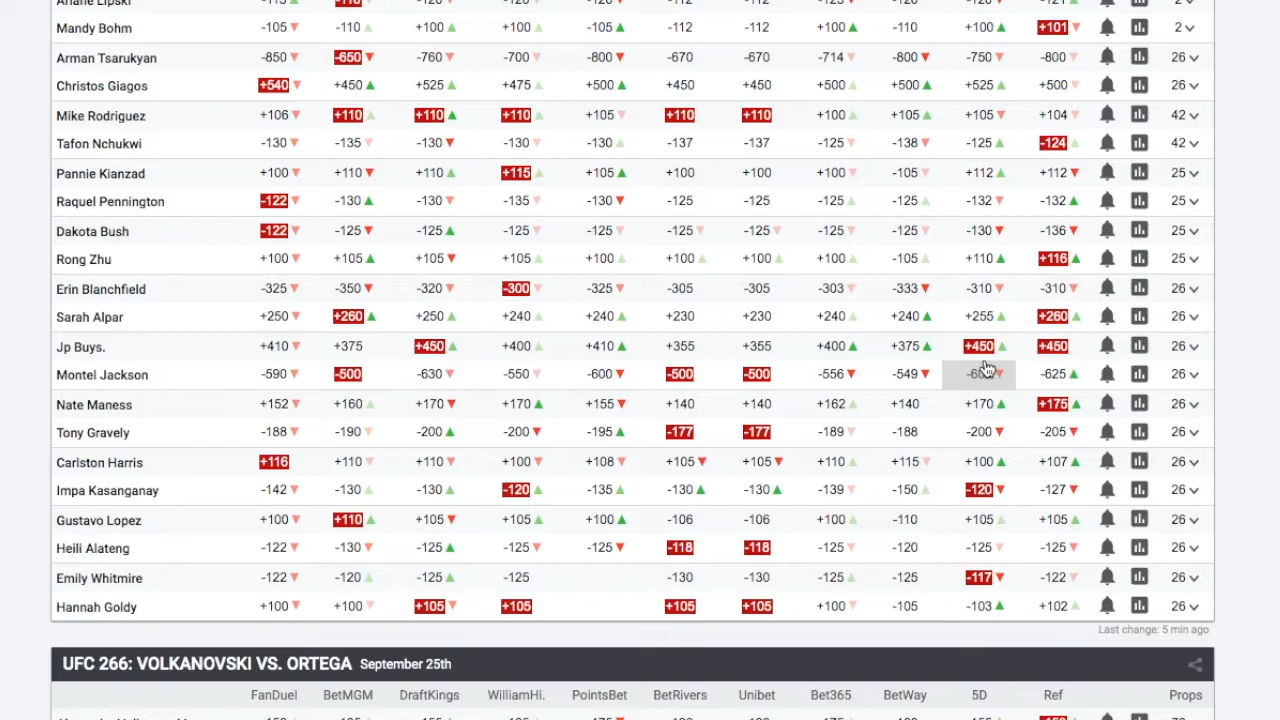 Ariane Lipski -115 -110 -120 -120 -125 -112 -112 -125 -120 -120 -121 2
Mandy Bohm -105 -110 +100 +100 -105 -112 -112 +100 -110 +100 +101 2
Arman Tsarukyan -850 -650 -760 -700 -800 -670 -670 -714 -800 -750 -800 26
Christos Giagos +540 +450 +525 +475 +500 +450 +450 +500 +500 +525 +500 26
Mike Rodriguez +106 +110 +110 +110 +105 +110 +110 +100 +105 +105 +104 42
Tafon Nchukwi -130 -135 -130 -130 -130 -137 -137 -125 -138 -125 -124 42
Pannie Kianzad +100 +110 +110 +115 +105 +100 +100 +100 -105 +112 +112 25
Raquel Pennington -122 -130 -130 -135 -130 -125 -125 -125 -125 -132 -132 25
Dakota Bush -122 -125 -125 -125 -125 -125 -125 -125 -125 -130 -136 25
Rong Zhu +100 +105 +105 +105 +100 +100 +100 +100 -105 +110 +116 25
Erin Blanchfield -325 -350 -320 -300 -325 -305 -305 -303 -333 -310 -310 26
Sarah Alpar +250 +260 +250 +240 +240 +230 +230 +240 +240 +255 +260 26
Jp Buys. +410 +375 +450 +400 +410 +355 +355 +400 +375 +450 +450 26
Montel Jackson -590 -500 -630 -550 -600 -500 -500 -556 -549 -625 26
Nate Maness +152 +160 +170 +170 +155 +140 +140 +162 +140 +170 +175 26
Tony Gravely -188 -190 -200 -200 -195 -177 -177 -189 -188 -200 -205 26
Carlston Harris +116 +110 +110 +100 +108 +105 +105 +110 +115 +100 +107 26
Impa Kasanganay -142 -130 -130 -120 -135 -130 -130 -139 -150 -120 -127 26
Gustavo Lopez +100 +110 +105 +105 +100 -106 -106 +100 -110 +105 +105 26
Heili Alateng -122 -130 -125 -125 -125 -118 -118 -125 -120 -125 -125 26
Emily Whitmire -122 -120 -125 -125 -130 -130 -125 -125 -117 -122 26
Hannah Goldy +100 +100 +105 +105 +105 +105 +100 -105 -103 +102 26
Last change: 5 min ago
UFC 266: VOLKANOVSKI VS. ORTEGA September 25th
FanDuel BetMGM DraftKings WilliamHi. PointsBet BetRivers Unibet Bet365 BetWay 5D Ref Props